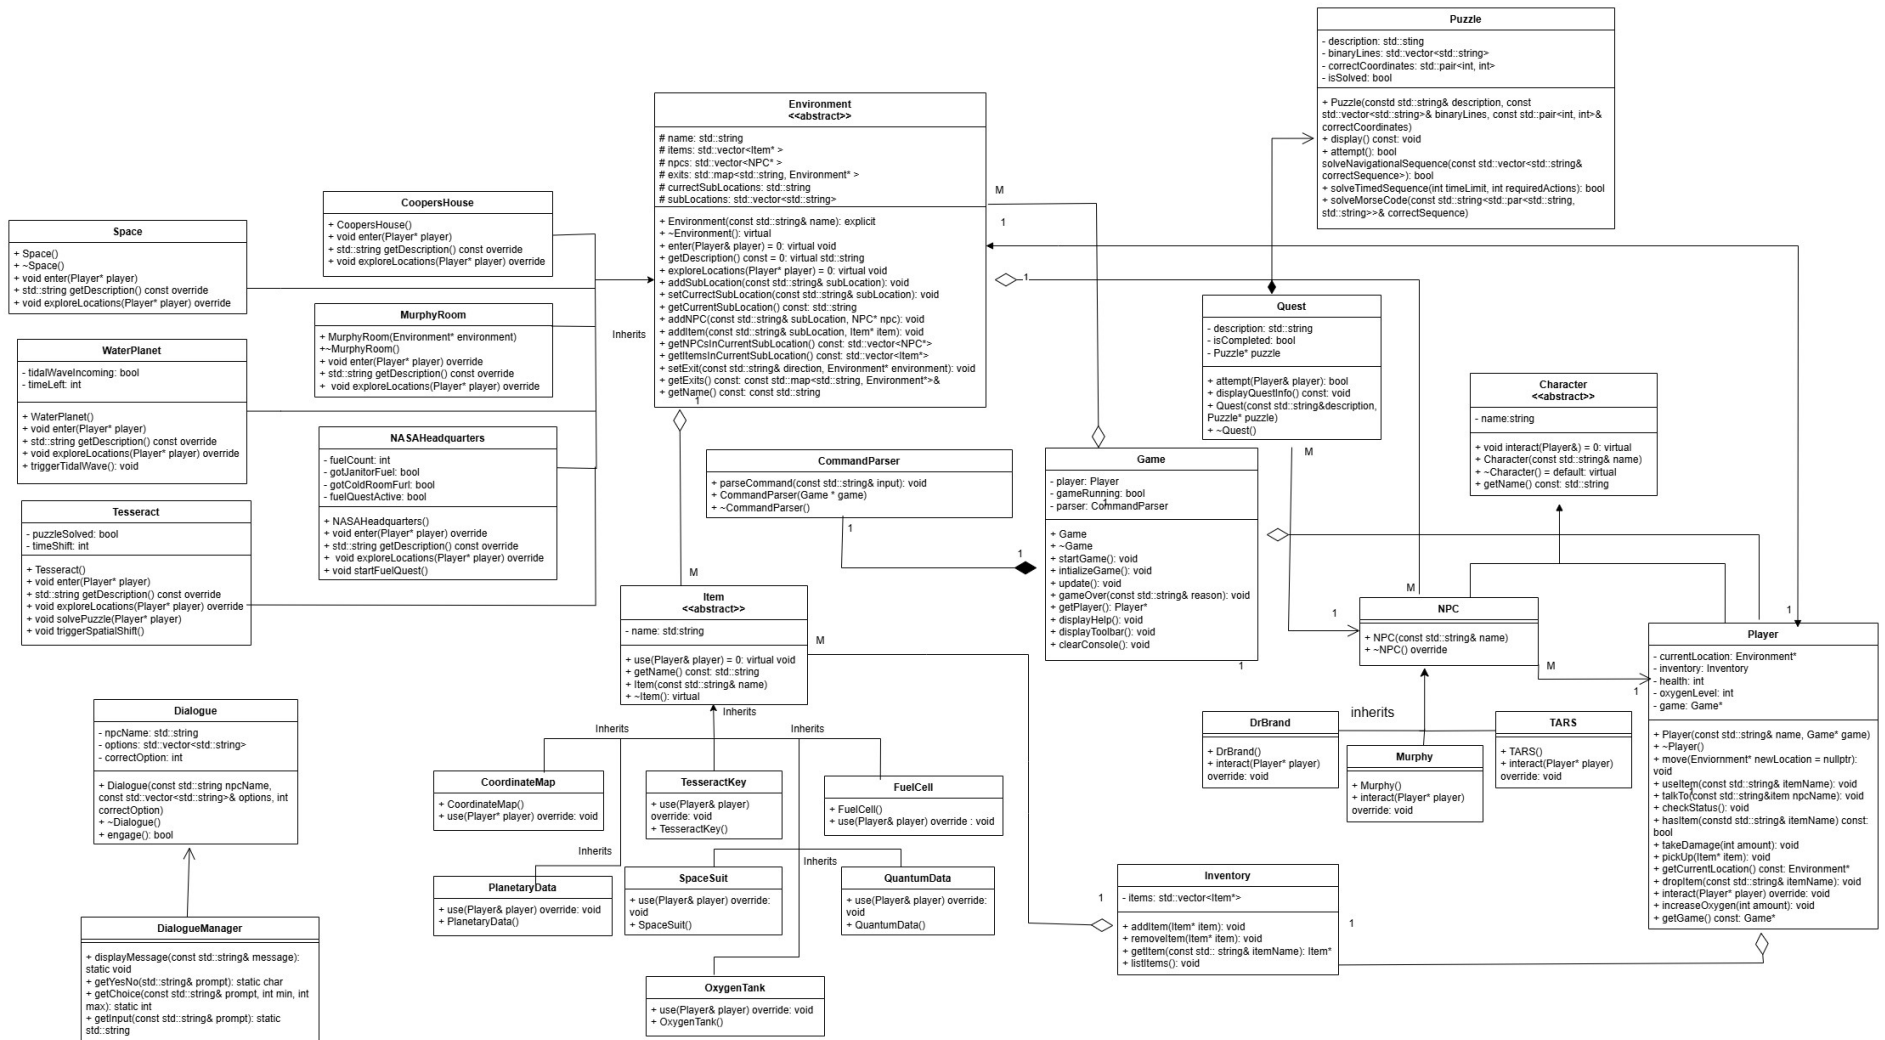 Puzzle
- description: std::sting
- binaryLines: std::vector<std::string>
- correctCoordinates: std::pair<int, int>
- isSolved: bool
+ Puzzle(constd std::string& description, const
std::vector<std::string>& binaryLines, const std::pair<int, int>&
correctCoordinates)
+ display() const: void
+ attempt(): bool
solveNavigationalSequence(const std::vector<std::string&
correctSequence>): bool
+ solveTimedSequence(int timeLimit, int requiredActions): bool
+ solveMorseCode(const std::string<std::par<std::string,
std::string>>& correctSequence)
Environment
<<abstract>>
# name: std::string
# items: std::vector<Item* >
# npcs: std::vector<NPC* >
# exits: std::map<std::string, Environment* >
# currectSubLocations: std::string
# subLocations: std::vector<std::string>
+ Environment(const std::string& name): explicit
+ ~Environment(): virtual
+ enter(Player& player) = 0: virtual void
+ getDescription() const = 0: virtual std::string
+ exploreLocations(Player* player) = 0: virtual void
+ addSubLocation(const std::string& subLocation): void
+ setCurrectSubLocation(const std::string& subLocation): void
+ getCurrentSubLocation() const: std::string
+ addNPC(const std::string& subLocation, NPC* npc): void
+ addItem(const std::string& subLocation, Item* item): void
+ getNPCsInCurrentSubLocation() const: std::vector<NPC*>
+ getItemsInCurrentSubLocation() const: std::vector<Item*>
+ setExit(const std::string& direction, Environment* environment): void
+ getExits() const: const std::map<std::string, Environment*>&
+ getName() const: const std::string
1
M
1
1
Inherits
CoopersHouse
+ CoopersHouse()
+ void enter(Player* player)
+ std::string getDescription() const override
+ void exploreLocations(Player* player) override
Space
+ Space()
+ ~Space()
+ void enter(Player* player)
+ std::string getDescription() const override
+ void exploreLocations(Player* player) override
MurphyRoom
+ MurphyRoom(Environment* environment)
+~MurphyRoom()
+ void enter(Player* player) override
+ std::string getDescription() const override
+ void exploreLocations(Player* player) override
WaterPlanet
- tidalWaveIncoming: bool
- timeLeft: int
+ WaterPlanet()
+ void enter(Player* player)
+ std::string getDescription() const override
+ void exploreLocations(Player* player) override
+ triggerTidalWave(): void
NASAHeadquarters
- fuelCount: int
- gotJanitorFuel: bool
- gotColdRoomFurl: bool
- fuelQuestActive: bool
+ NASAHeadquarters()
+ void enter(Player* player) override
+ std::string getDescription() const override
+ void exploreLocations(Player* player) override
+ void startFuelQuest()
Tesseract
- puzzleSolved: bool
- timeShift: int
+ Tesseract()
+ void enter(Player* player)
+ std::string getDescription() const override
+ void exploreLocations(Player* player) override
+ void solvePuzzle(Player* player)
+ void triggerSpatialShift()
Quest
- description: std::string
- isCompleted: bool
- Puzzle* puzzle
+ attempt(Player& player): bool
+ displayQuestInfo() const: void
+ Quest(const std::string&description,
Puzzle* puzzle)
+ ~Quest()
M
Character
<<abstract>>
- name:string
+ void interact(Player&) = 0: virtual
+ Character(const std::string& name)
+ ~Character() = default: virtual
+ getName() const: std::string
CommandParser
+ parseCommand(const std::string& input): void
+ CommandParser(Game * game)
+ ~CommandParser()
1
1
Game
- player: Player
- gameRunning: bool
- parser: CommandParser
1
+ Game
+ ~Game
+ startGame(): void
+ intializeGame(): void
+ update(): void
+ gameOver(const std::string& reason): void
+ getPlayer(): Player*
+ displayHelp(): void
+ displayToolbar(): void
+ clearConsole(): void
1
M
Item
<<abstract>>
- name: std:string
+ use(Player& player) = 0: virtual void
+ getName() const: std::string
+ Item(const std::string& name)
+ ~Item(): virtual
M
Inherits
M
1
NPC
+ NPC(const std::string& name)
+ ~NPC() override
M
1
1
Player
- currentLocation: Environment*
- inventory: Inventory
- health: int
- oxygenLevel: int
- game: Game*
+ Player(const std::string& name, Game* game)
+ ~Player()
+ move(Enviornment* newLocation = nullptr):
void
+ useItem(const std::string& itemName): void
+ talkTo(const std::string&item npcName): void
+ checkStatus(): void
+ hasItem(constd std::string& itemName) const:
bool
+ takeDamage(int amount): void
+ pickUp(Item* item): void
+ getCurrentLocation() const: Environment*
+ dropItem(const std::string& itemName): void
+ interact(Player* player) override: void
+ increaseOxygen(int amount): void
+ getGame() const: Game*
inherits
DrBrand
+ DrBrand()
+ interact(Player* player)
override: void
Murphy
+ Murphy()
+ interact(Player* player)
override: void
TARS
+ TARS()
+ interact(Player* player)
override: void
Dialogue
- npcName: std::string
- options: std::vector<std::string>
- correctOption: int
+ Dialogue(const std::string npcName,
const std::vector<std::string>& options, int
correctOption)
+ ~Dialogue()
+ engage(): bool
DialogueManager
+ displayMessage(const std::string& message):
static void
+ getYesNo(std::string& prompt): static char
+ getChoice(const std::string& prompt, int min, int
max): static int
+ getInput(const std::string& prompt): static
std::string
Inherits
Inherits
CoordinateMap
+ CoordinateMap()
+ use(Player* player) override: void
TesseractKey
+ use(Player& player)
override: void
+ TesseractKey()
FuelCell
+ FuelCell()
+ use(Player& player) override : void
Inherits
Inherits
PlanetaryData
+ use(Player& player) override: void
+ PlanetaryData()
SpaceSuit
+ use(Player& player) override:
void
+ SpaceSuit()
QuantumData
+ use(Player& player) override:
void
+ QuantumData()
OxygenTank
+ use(Player& player) override: void
+ OxygenTank()
1
Inventory
- items: std::vector<Item*>
+ addItem(Item* item): void
+ removeItem(Item* item): void
+ getItem(const std:: string& itemName): Item*
+ listItems(): void
1